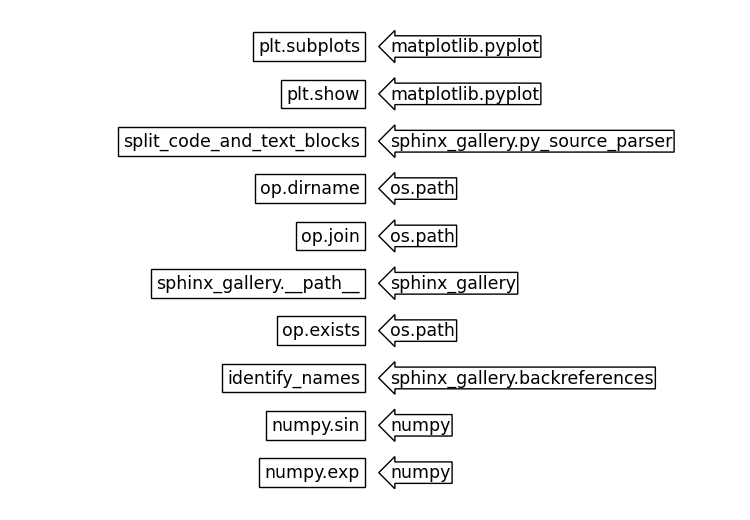 plt.subplots matplotlib.pyplot
plt.show matplotlib.pyplot
split_code_and_text_blocks sphinx_gallery.py_source_parser
op.dirname os.path
op.join os.path
sphinx_gallery.__path__ sphinx_gallery
op.exists os.path
identify_names sphinx_gallery.backreferences
numpy.sin numpy
numpy.exp numpy